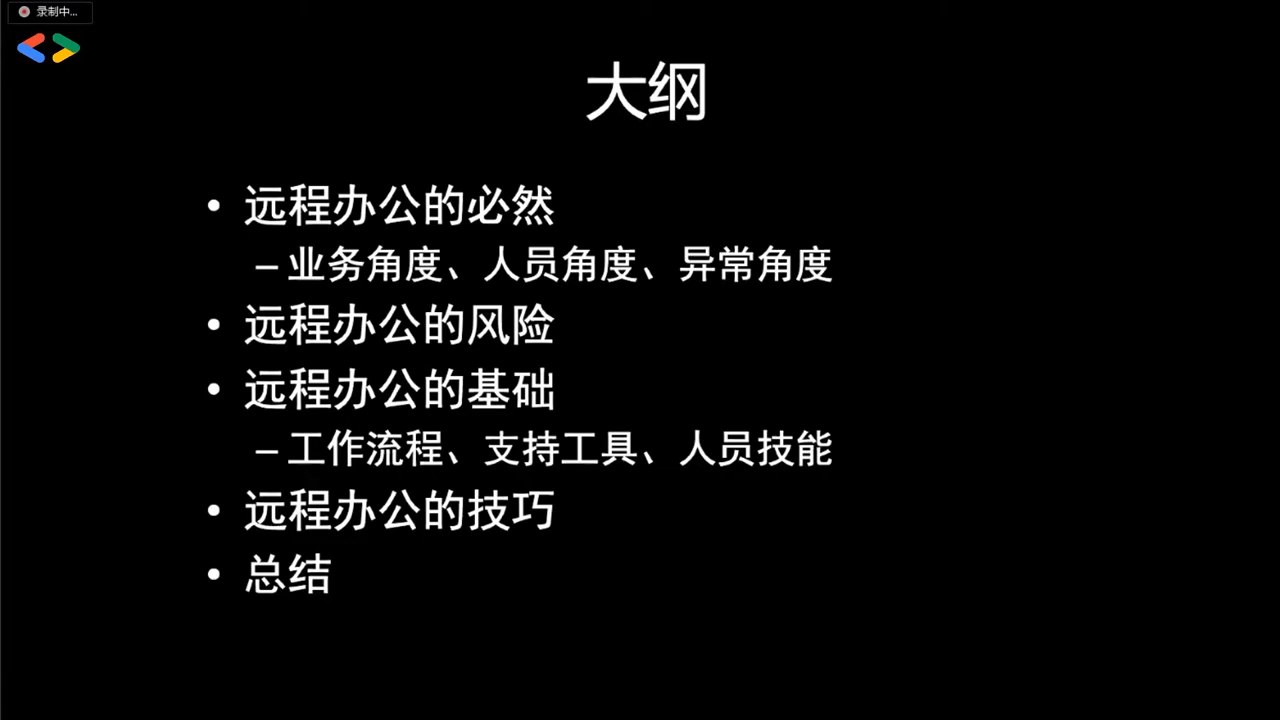 录制中...
大纲
• 远程办公的必然
– 业务角度、人员角度、异常角度
• 远程办公的风险
• 远程办公的基础
– 工作流程、支持工具、人员技能
• 远程办公的技巧
• 总结